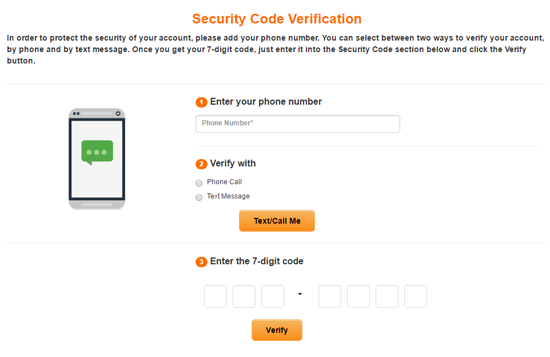 Security Code Verification
In order to protect the security of your account, please add your phone number. You can select between two ways to verify your account,
by phone and by text message. Once you get your 7-digit code, just enter it into the Security Code section below and click the Verify
button.
1 Enter your phone number
Phone Number*
2 Verify with
Phone Call
Text Message
Text/Call Me
3 Enter the 7-digit code
-
Verify